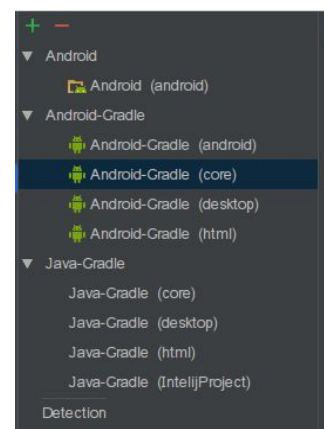 Android
Android (android)
Android-Gradle
Android-Gradle (android)
Android-Gradle (core)
Android-Gradle (desktop)
Android-Gradle (html)
Java-Gradle
Java-Gradle (core)
Java-Gradle (desktop)
Java-Gradle (html)
Java-Gradle (IntelijProject)
Detection